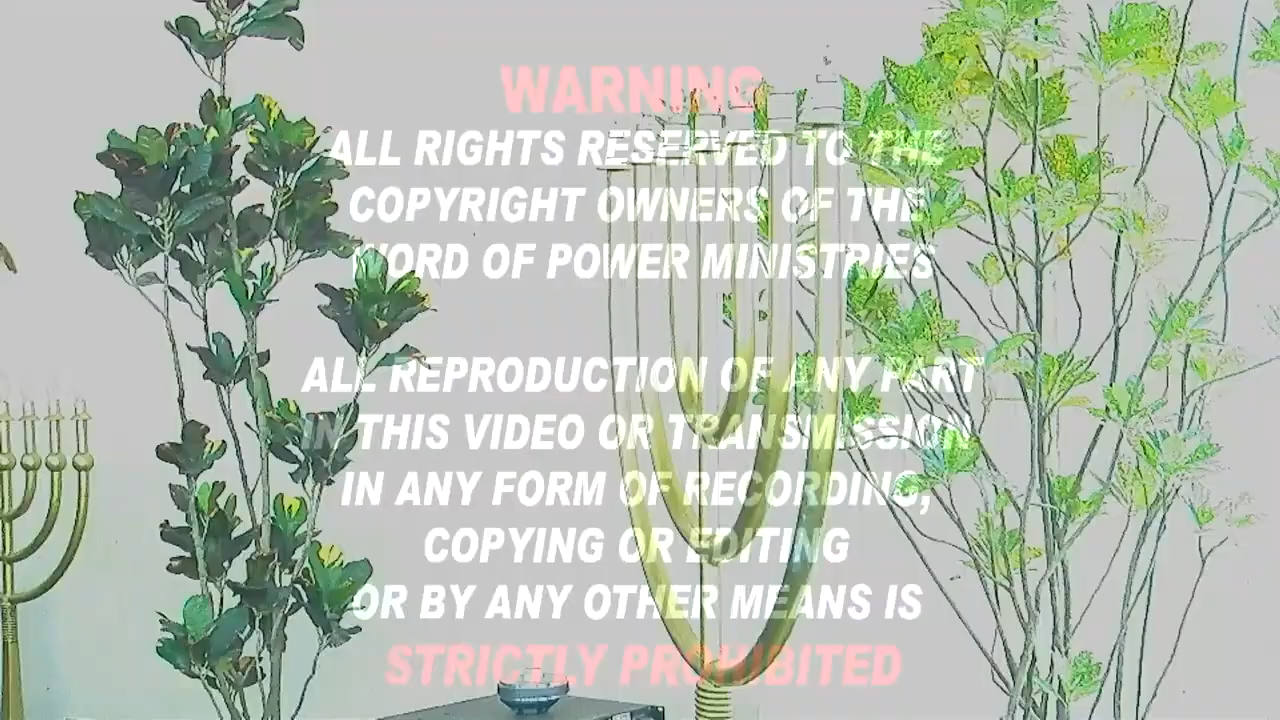 WARNING
ALL RIGHTS RESERVED TO THE
COPYRIGHT OWNERS OF THE
WORD OF POWER MINISTRIES
ALL REPRODUCTION OF ANY PART
IN THIS VIDEO OR TRANSMISSION
IN ANY FORM OF RECORDING,
COPYING OR EDITING
OR BY ANY OTHER MEANS IS
STRICTLY PROHIBITED